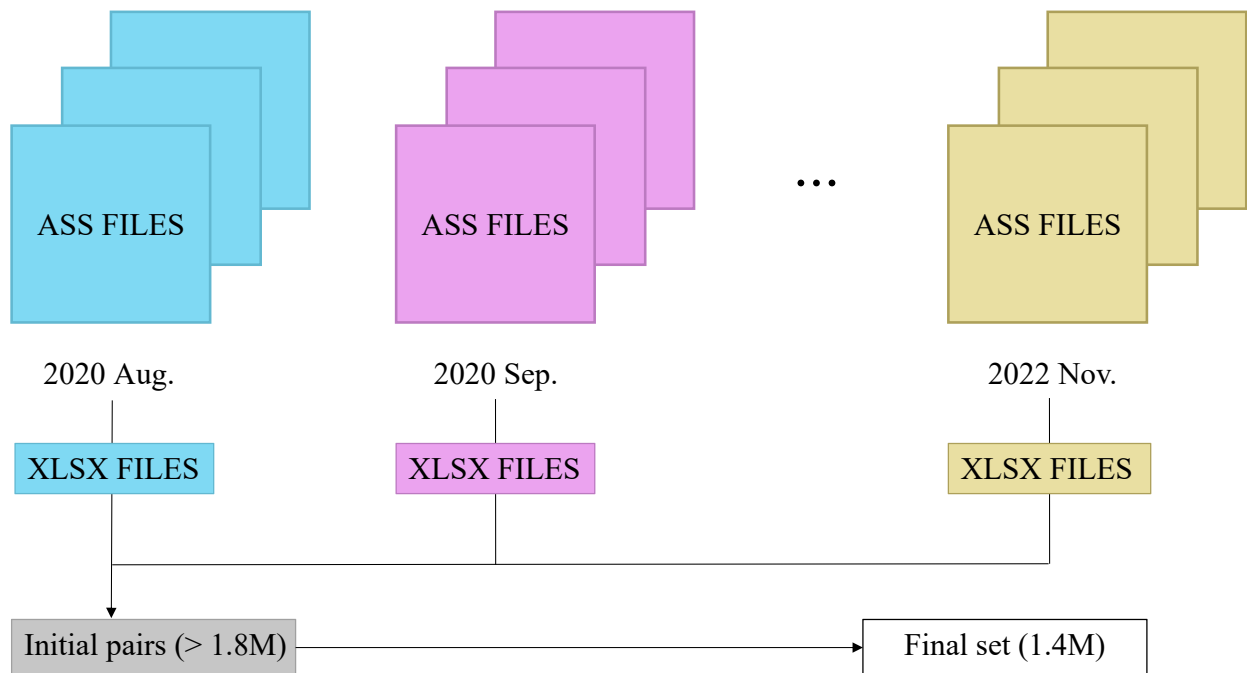 ASS FILES
ASS FILES
...
ASS FILES
2020 Aug.
2020 Sep.
2022 Nov.
XLSX FILES
XLSX FILES
XLSX FILES
Initial pairs (> 1.8M)
Final set (1.4M)